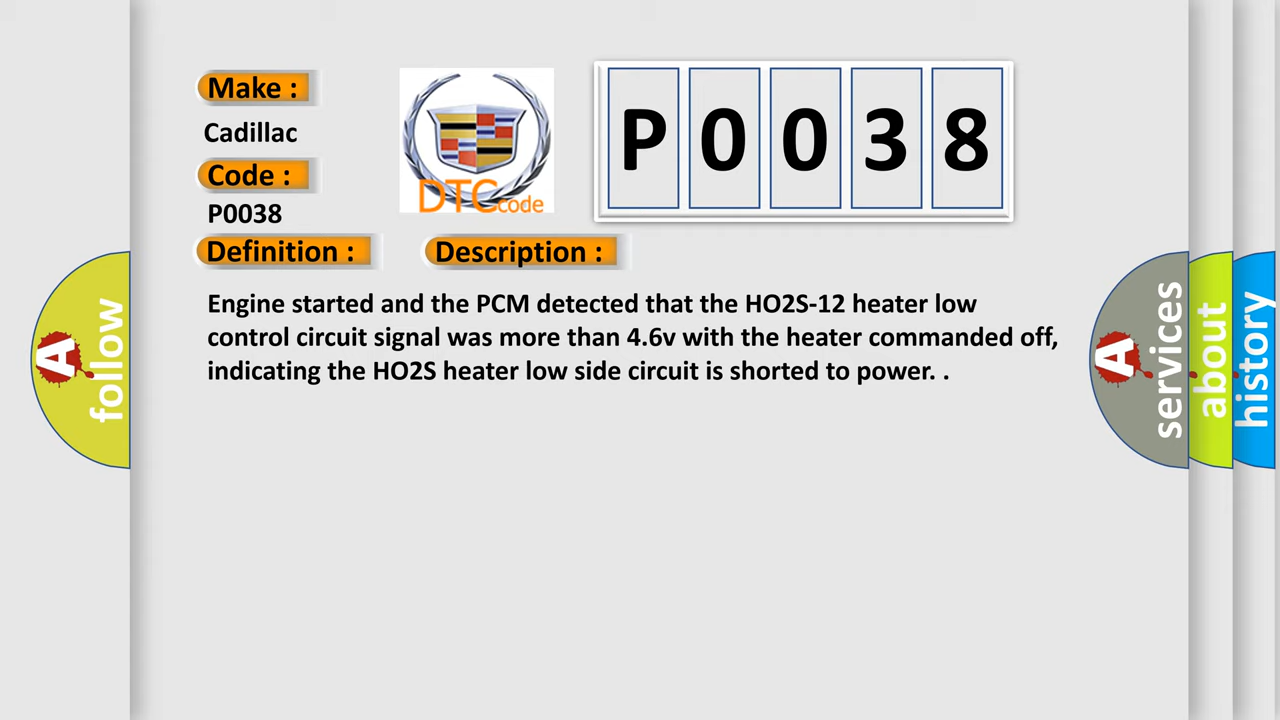 Make :
Cadillac
Code :
P0038
Definition :
Description :
DTCcode
P0038
Engine started and the PCM detected that the HO2S-12 heater low
control circuit signal was more than 4.6v with the heater commanded off,
indicating the HO2S heater low side circuit is shorted to power. .
A follow
A services
about
history